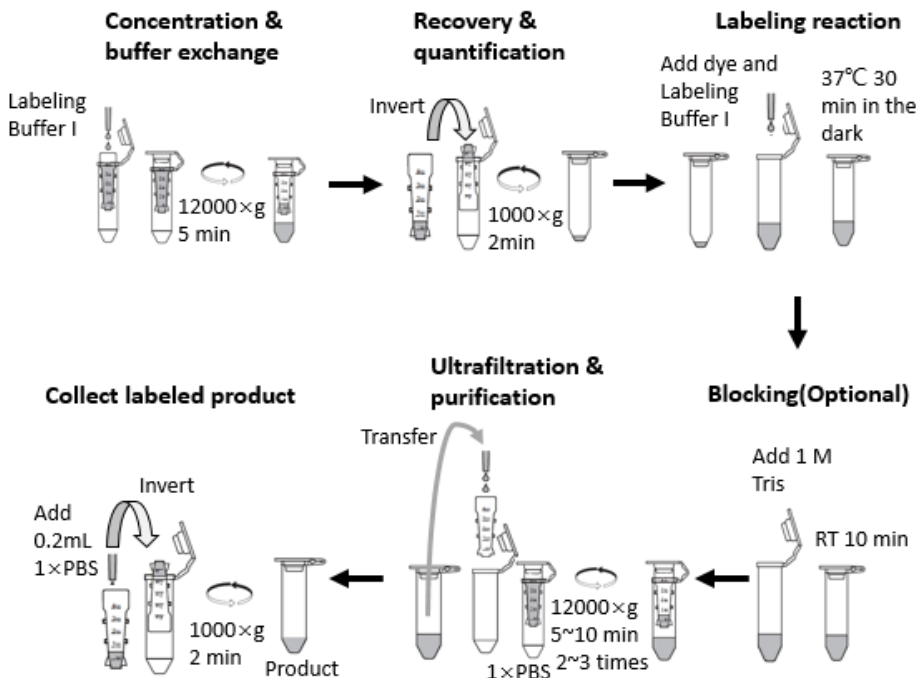 Concentration &
buffer exchange
Labeling
Buffer I
12000×g
5 min
Recovery &
quantification
Invert
1000×g
2min
Labeling reaction
Add dye and
Labeling
Buffer I
37℃ 30
min in the
dark
Blocking(Optional)
Add 1 M
Tris
RT 10 min
Ultrafiltration &
purification
Transfer
1×PBS
12000×g
5~10 min
2~3 times
Collect labeled product
Invert
Add
0.2mL
1×PBS
1000×g
2 min
Product